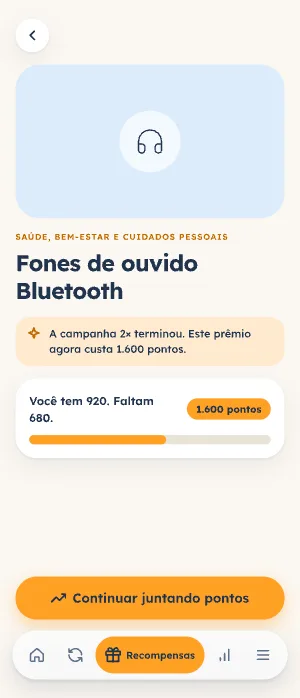 SAÚDE, BEM-ESTAR E CUIDADOS PESSOAIS
Fones de ouvido
Bluetooth
A campanha 2× terminou. Este prêmio
agora custa 1.600 pontos.
Você tem 920. Faltam
680.
1.600 pontos
Continuar juntando pontos
Recompensas